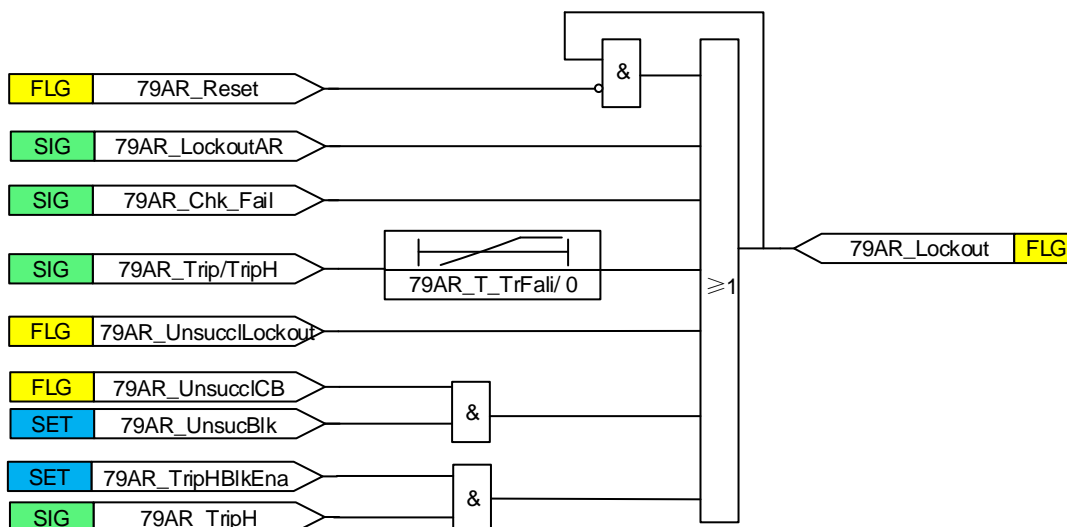 &
FLG 79AR_Reset
SIG 79AR_LockoutAR
SIG 79AR_Chk_Fail
79AR_Lockout FLG
SIG 79AR_Trip/TripH
79AR_T_TrFali/ 0
≥1
FLG 79AR_UnsucclLockout
FLG 79AR_UnsucclCB
&
SET 79AR_UnsucBlk
SET 79AR_TripHBlkEna
&
SIG 79AR_TripH